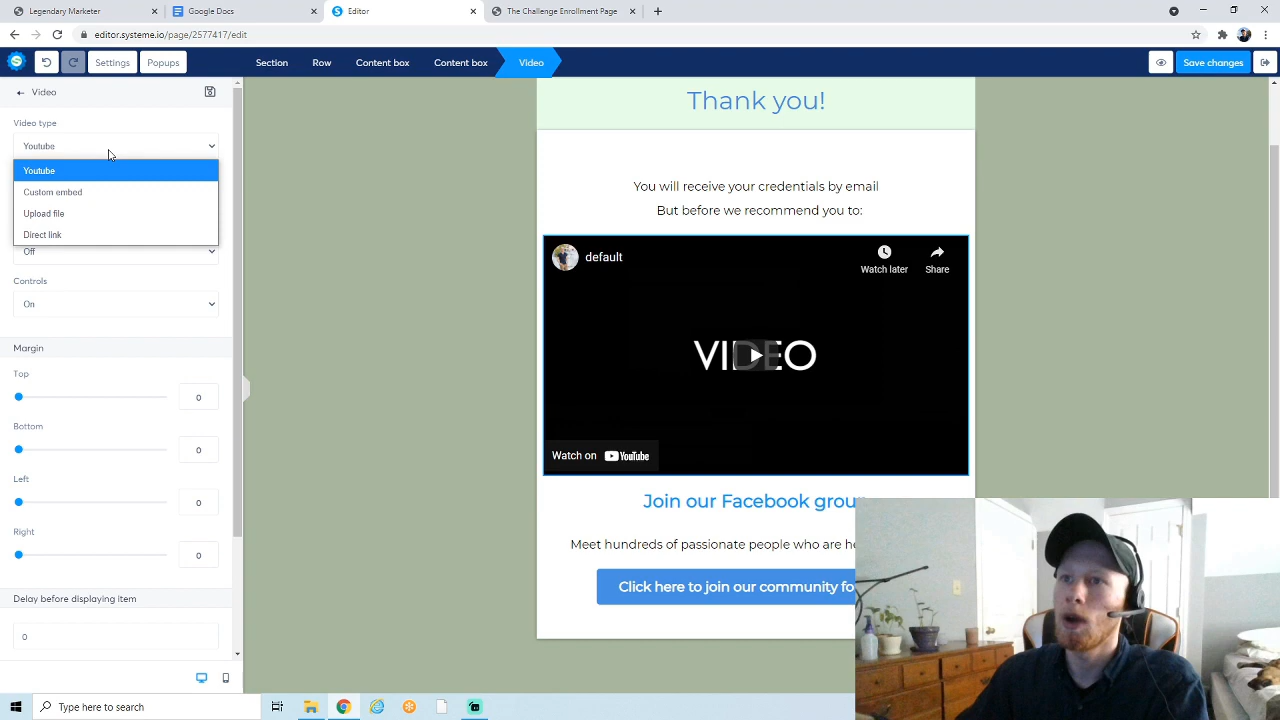 Legendary Marketer
Google Docs
Editor
The Challenge Enrollment Page
editor.systeme.io/page/2577417/edit
Settings
Popups
Section
Row
Content box
Content box
Video
Save changes
Video
Video type
Youtube
Youtube
Custom embed
Upload file
Direct link
Off
Controls
On
Margin
Top
0
Bottom
0
Left
0
Right
0
Delay before displaying item
0
Thank you!
You will receive your credentials by email
But before we recommend you to:
default
Watch later
Share
VIDEO
Watch on YouTube
Join our Facebook group
Meet hundreds of passionate people who are he
Click here to join our community fo
Type here to search